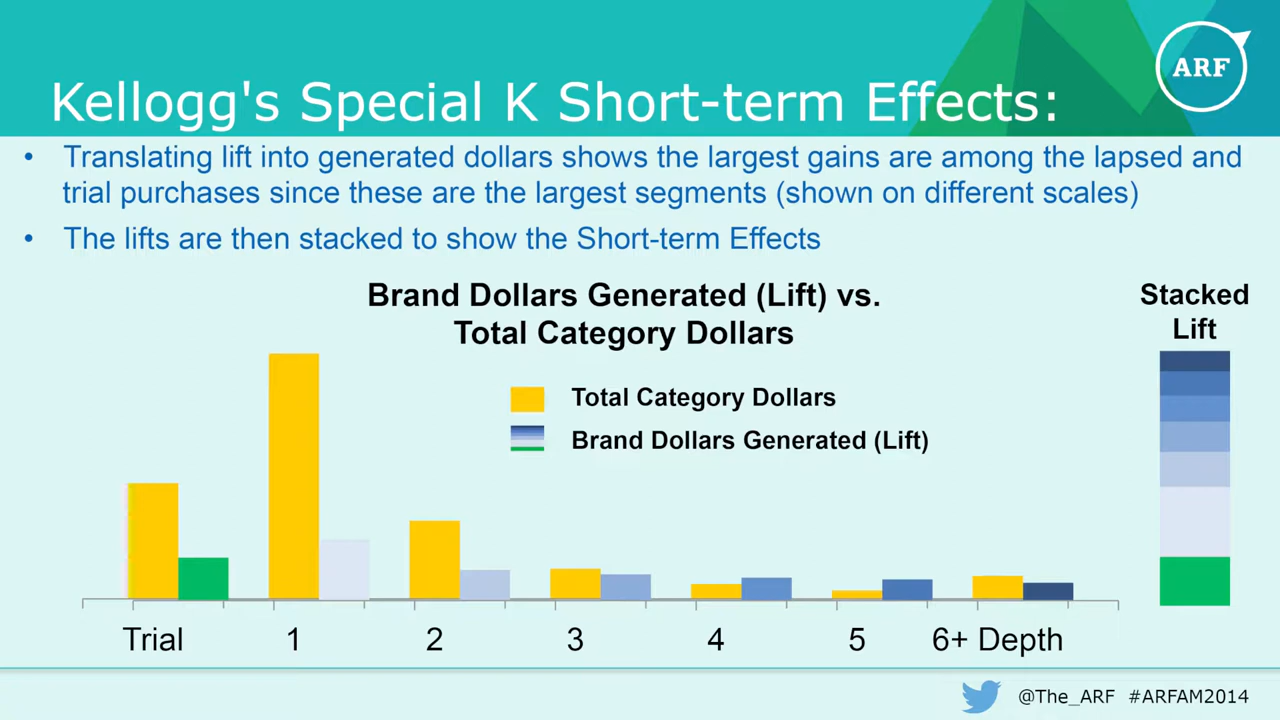 ARF
Kellogg's Special K Short-term Effects:
• Translating lift into generated dollars shows the largest gains are among the lapsed and
trial purchases since these are the largest segments (shown on different scales)
• The lifts are then stacked to show the Short-term Effects
Brand Dollars Generated (Lift) vs.
Total Category Dollars
Stacked
Lift
Total Category Dollars
Brand Dollars Generated (Lift)
Trial 1 2 3 4 5 6+ Depth
@The_ARF #ARFAM2014